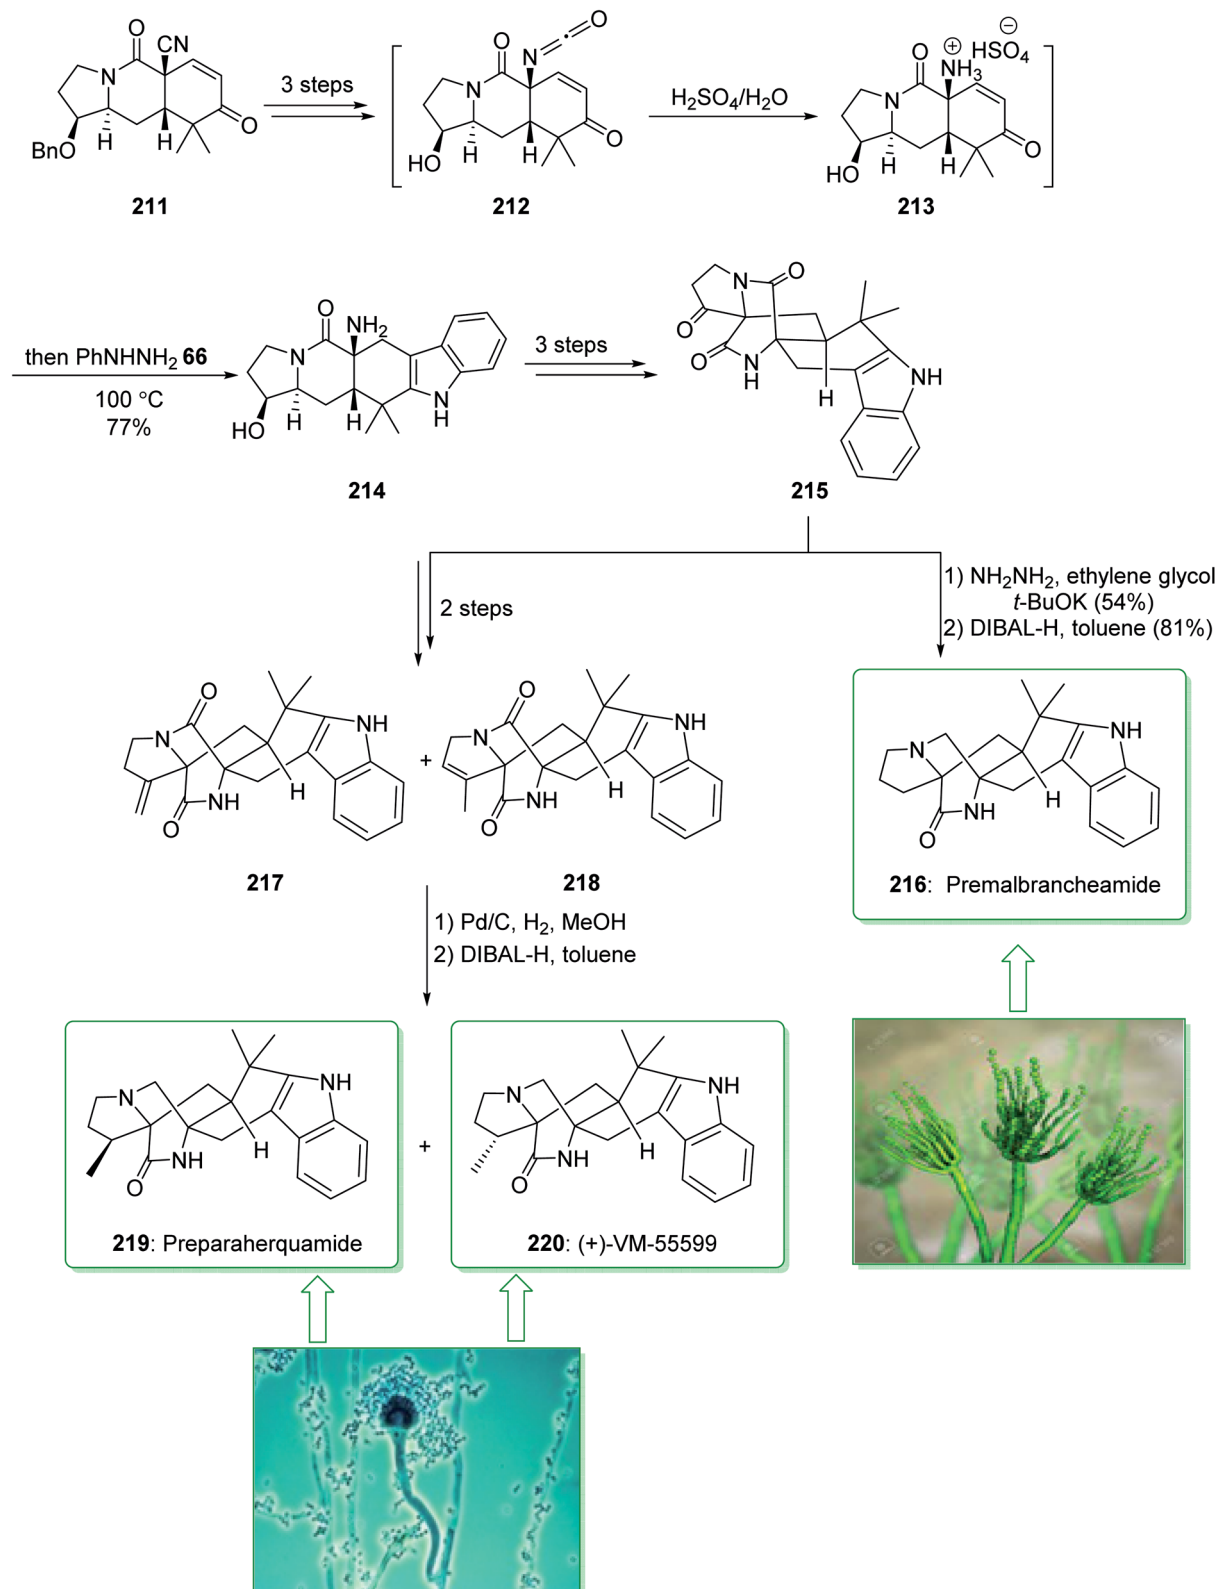 O
CN
N
O
H
H
BnO
211
3 steps
O
N
O
N
O
H
H
HO
212
H2SO4/H2O
O
⊕
NH3
⊖
HSO4
N
O
H
H
HO
213
then PhNHNH2 66
100 °C
77%
O
NH2
N
N
H
H
H
HO
214
3 steps
N
O
O
O
N
H
H
NH
215
2 steps
1) NH2NH2, ethylene glycol
t-BuOK (54%)
2) DIBAL-H, toluene (81%)
O
N
NH
NH
H
O
217
+
O
N
NH
NH
H
O
218
N
NH
NH
H
O
216: Premalbrancheamide
1) Pd/C, H2, MeOH
2) DIBAL-H, toluene
N
NH
NH
H
O
219: Preparaherquamide
+
N
NH
NH
H
O
220: (+)-VM-55599